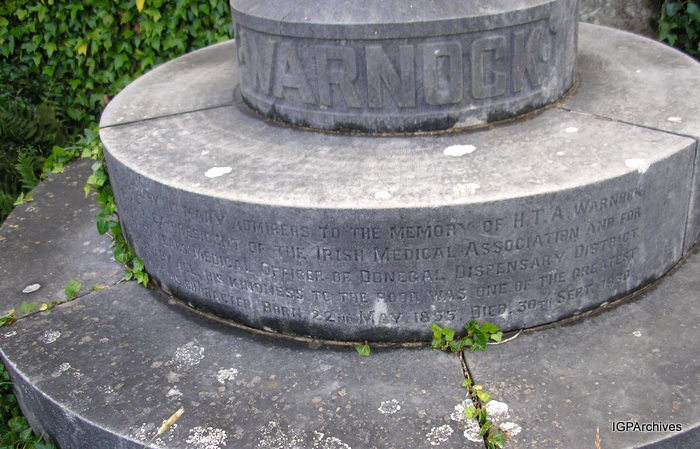 WARNOCK
MANY ADMIRERS TO THE MEMORY OF H.T.A. WARNOCK
OF THE IRISH MEDICAL ASSOCIATION AND FOR
MEDICAL OFFICER OF DONEGAL DISPENSARY DISTRICT
ALL HIS KINDNESS TO THE POOR WAS ONE OF THE GREATEST
CHARACTER. BORN 22ND MAY 1855. DIED 30TH SEPT.
IGPArchives